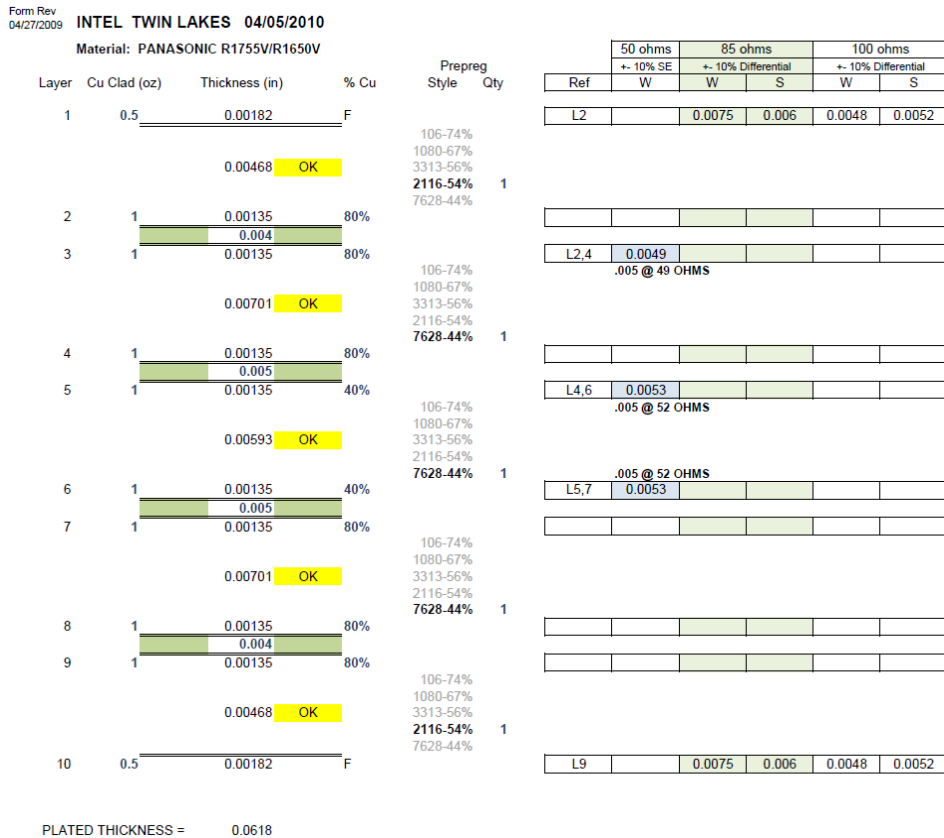 Form Rev
04/27/2009 INTEL TWIN LAKES 04/05/2010
Material: PANASONIC R1755V/R1650V
50 ohms 85 ohms 100 ohms
Prepreg +- 10% SE +- 10% Differential +- 10% Differential
Layer Cu Clad (oz) Thickness (in) % Cu Style Qty Ref W W S W S
1 0.5 0.00182 F L2 0.0075 0.006 0.0048 0.0052
106-74%
1080-67%
0.00468 OK 3313-56%
2116-54% 1
7628-44%
2 1 0.00135 80%
0.004
3 1 0.00135 80% L2,4 0.0049
106-74% .005 @ 49 OHMS
1080-67%
0.00701 OK 3313-56%
2116-54%
7628-44% 1
4 1 0.00135 80%
0.005
5 1 0.00135 40% L4,6 0.0053
106-74% .005 @ 52 OHMS
1080-67%
0.00593 OK 3313-56%
2116-54%
7628-44% 1 .005 @ 52 OHMS
6 1 0.00135 40% L5,7 0.0053
0.005
7 1 0.00135 80%
106-74%
1080-67%
0.00701 OK 3313-56%
2116-54%
7628-44% 1
8 1 0.00135 80%
0.004
9 1 0.00135 80%
106-74%
1080-67%
0.00468 OK 3313-56%
2116-54% 1
7628-44%
10 0.5 0.00182 F L9 0.0075 0.006 0.0048 0.0052
PLATED THICKNESS = 0.0618